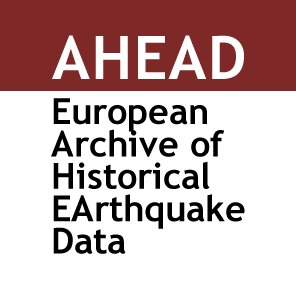 AHEAD
European
Archive of
Historical
EArthquake
Data